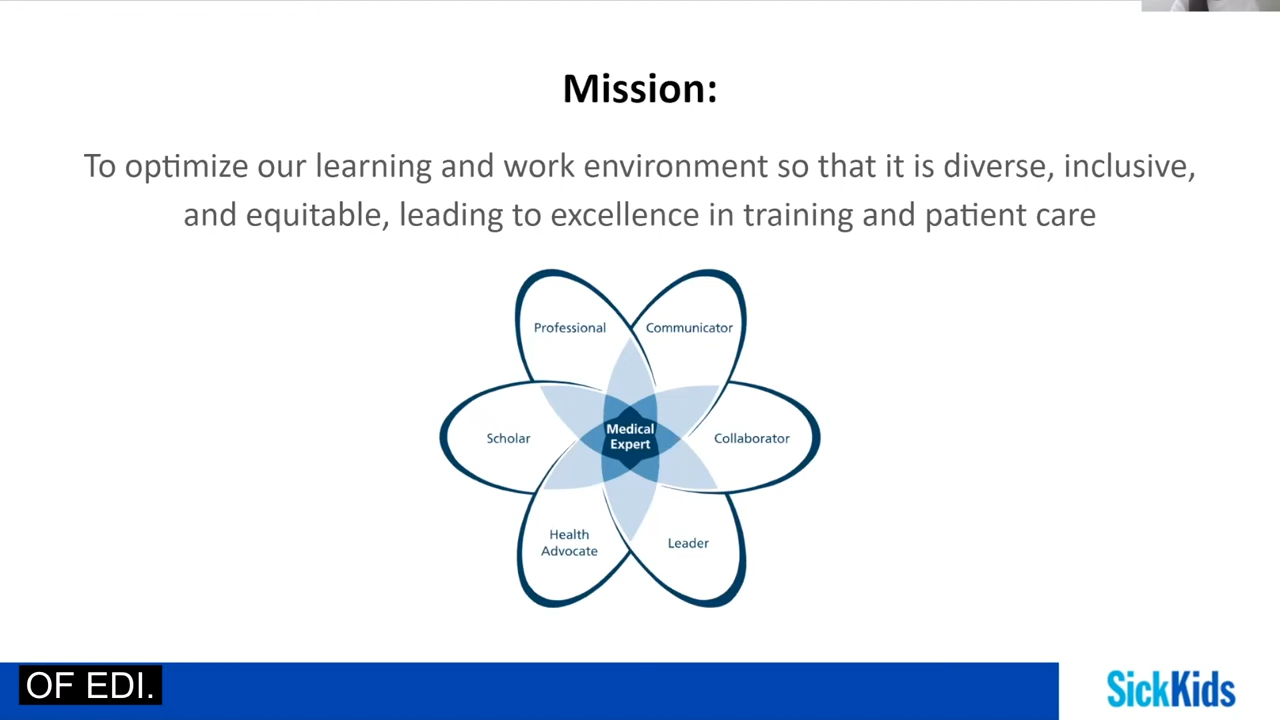 Mission:
To optimize our learning and work environment so that it is diverse, inclusive,
and equitable, leading to excellence in training and patient care
Professional
Communicator
Scholar
Medical
Expert
Collaborator
Health
Advocate
Leader
OF EDI.
SickKids